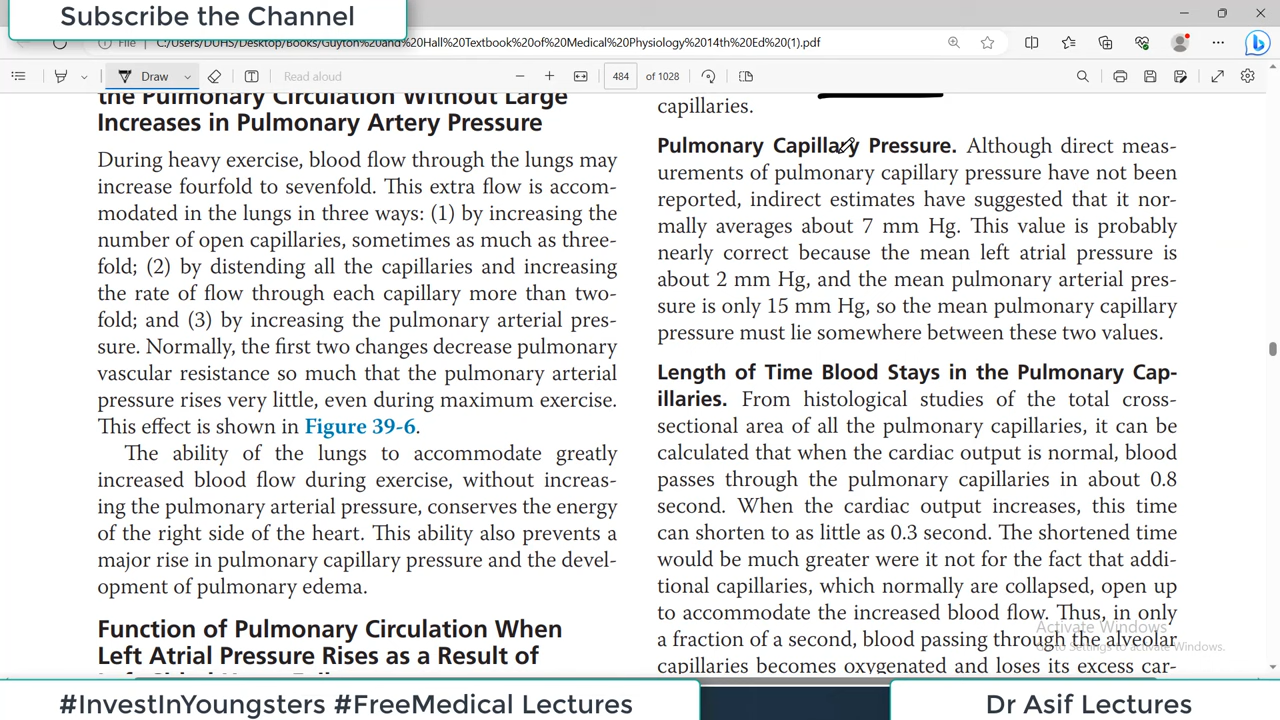 Subscribe the Channel
File
C:/Users/DUHS/Desktop/Books/Guyton%20and%20Hall%20Textbook%20of%20Medical%20Physiology%2014th%20Ed%20(1).pdf
Draw
Read aloud
484 of 1028
the Pulmonary Circulation Without Large
Increases in Pulmonary Artery Pressure
During heavy exercise, blood flow through the lungs may
increase fourfold to sevenfold. This extra flow is accom-
modated in the lungs in three ways: (1) by increasing the
number of open capillaries, sometimes as much as three-
fold; (2) by distending all the capillaries and increasing
the rate of flow through each capillary more than two-
fold; and (3) by increasing the pulmonary arterial pres-
sure. Normally, the first two changes decrease pulmonary
vascular resistance so much that the pulmonary arterial
pressure rises very little, even during maximum exercise.
This effect is shown in Figure 39-6.
The ability of the lungs to accommodate greatly
increased blood flow during exercise, without increas-
ing the pulmonary arterial pressure, conserves the energy
of the right side of the heart. This ability also prevents a
major rise in pulmonary capillary pressure and the devel-
opment of pulmonary edema.
Function of Pulmonary Circulation When
Left Atrial Pressure Rises as a Result of
capillaries.
Pulmonary Capillary Pressure. Although direct meas-
urements of pulmonary capillary pressure have not been
reported, indirect estimates have suggested that it nor-
mally averages about 7 mm Hg. This value is probably
nearly correct because the mean left atrial pressure is
about 2 mm Hg, and the mean pulmonary arterial pres-
sure is only 15 mm Hg, so the mean pulmonary capillary
pressure must lie somewhere between these two values.
Length of Time Blood Stays in the Pulmonary Cap-
illaries. From histological studies of the total cross-
sectional area of all the pulmonary capillaries, it can be
calculated that when the cardiac output is normal, blood
passes through the pulmonary capillaries in about 0.8
second. When the cardiac output increases, this time
can shorten to as little as 0.3 second. The shortened time
would be much greater were it not for the fact that addi-
tional capillaries, which normally are collapsed, open up
to accommodate the increased blood flow. Thus, in only
a fraction of a second, blood passing through the alveolar
capillaries becomes oxygenated and loses its excess car-
Activate Windows
Go to Settings to activate Windows.
#InvestInYoungsters #FreeMedical Lectures
Dr Asif Lectures